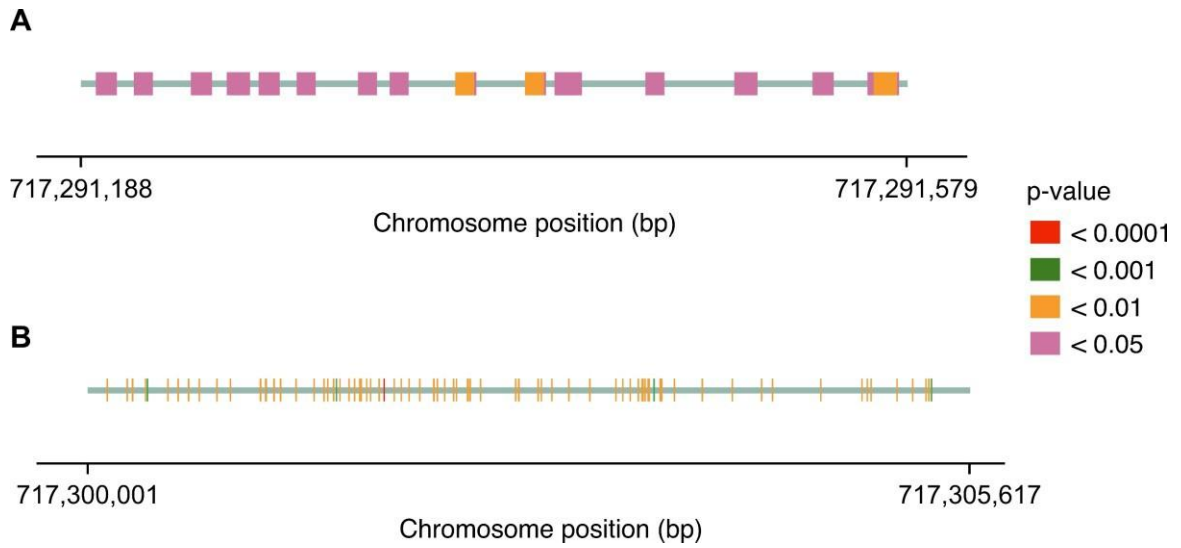 A
717,291,188
717,291,579
Chromosome position (bp)
p-value
< 0.0001
< 0.001
< 0.01
< 0.05
B
717,300,001
717,305,617
Chromosome position (bp)